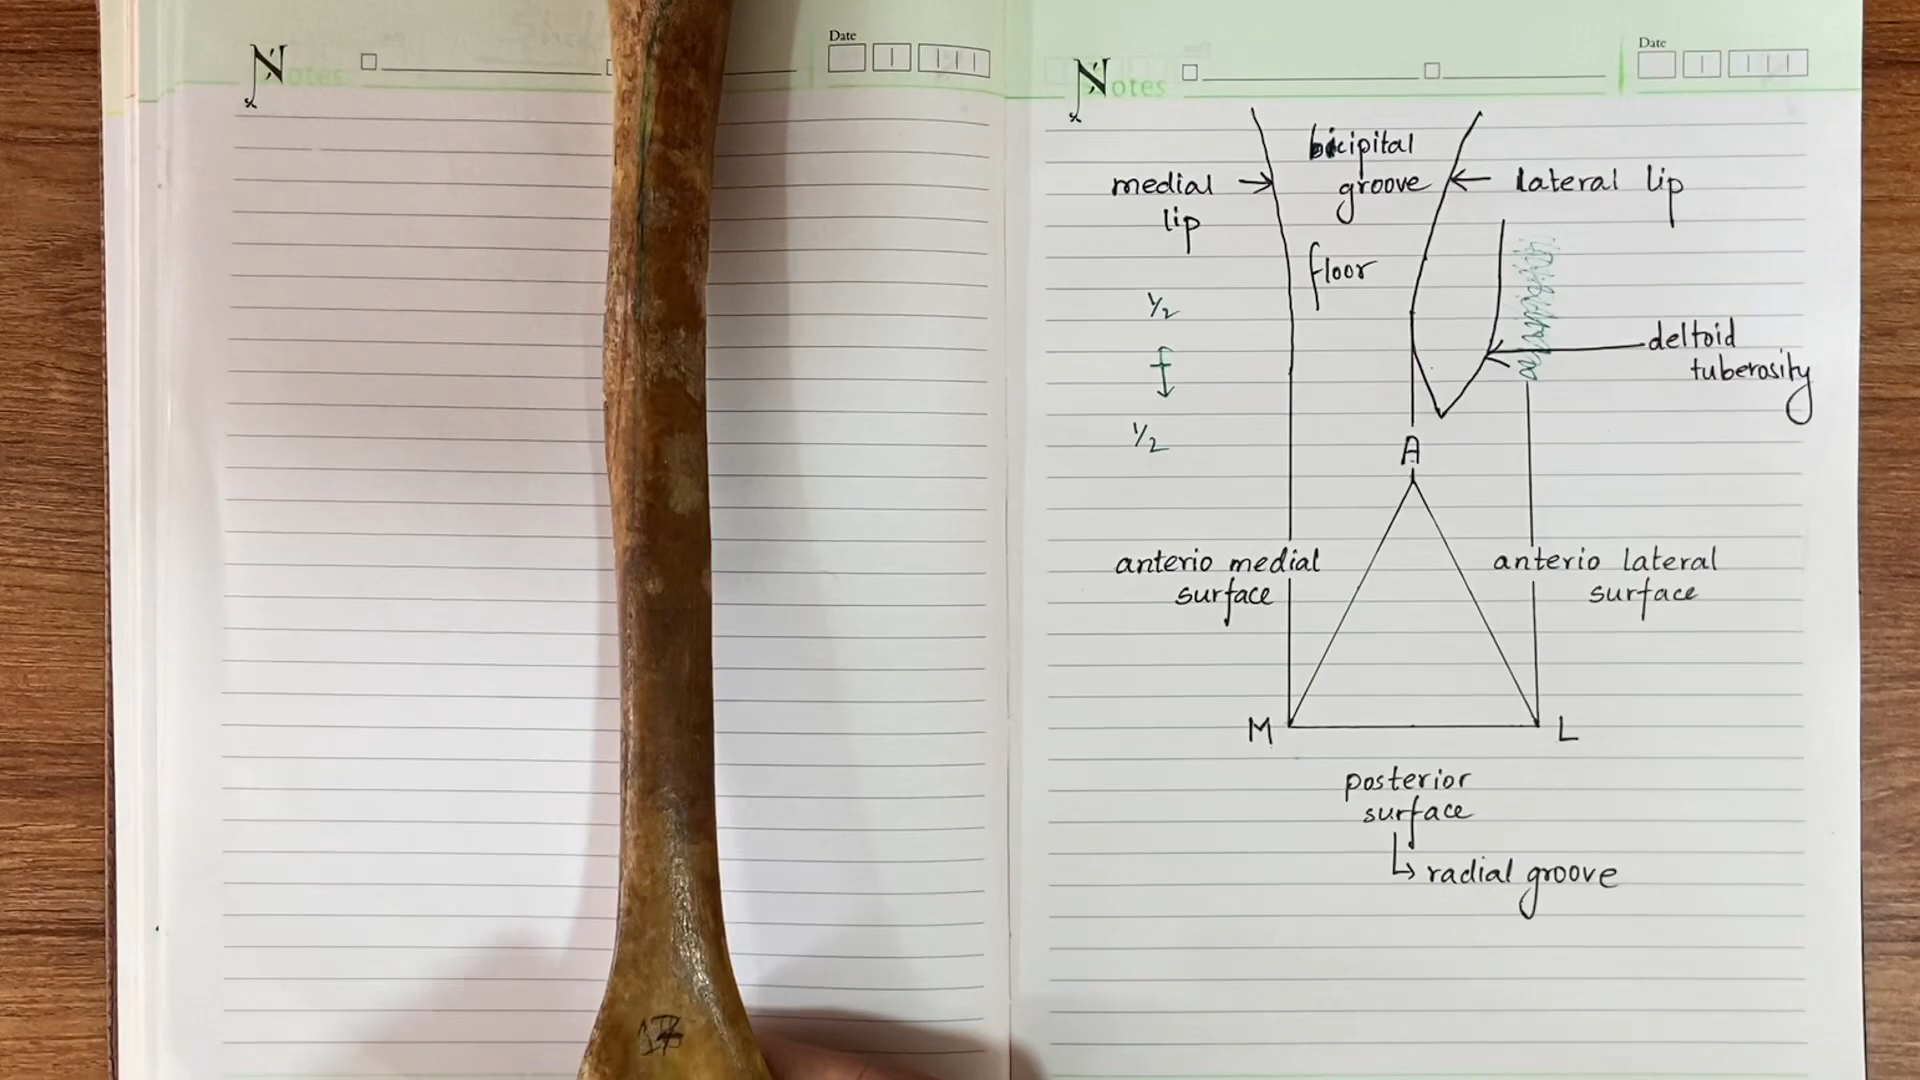 Notes
Date
Notes
Date
bicipital
groove
medial
lip
lateral lip
floor
1/2
1/2
deltoid
tuberosity
A
anterio medial
surface
anterio lateral
surface
M
L
posterior
surface
radial groove